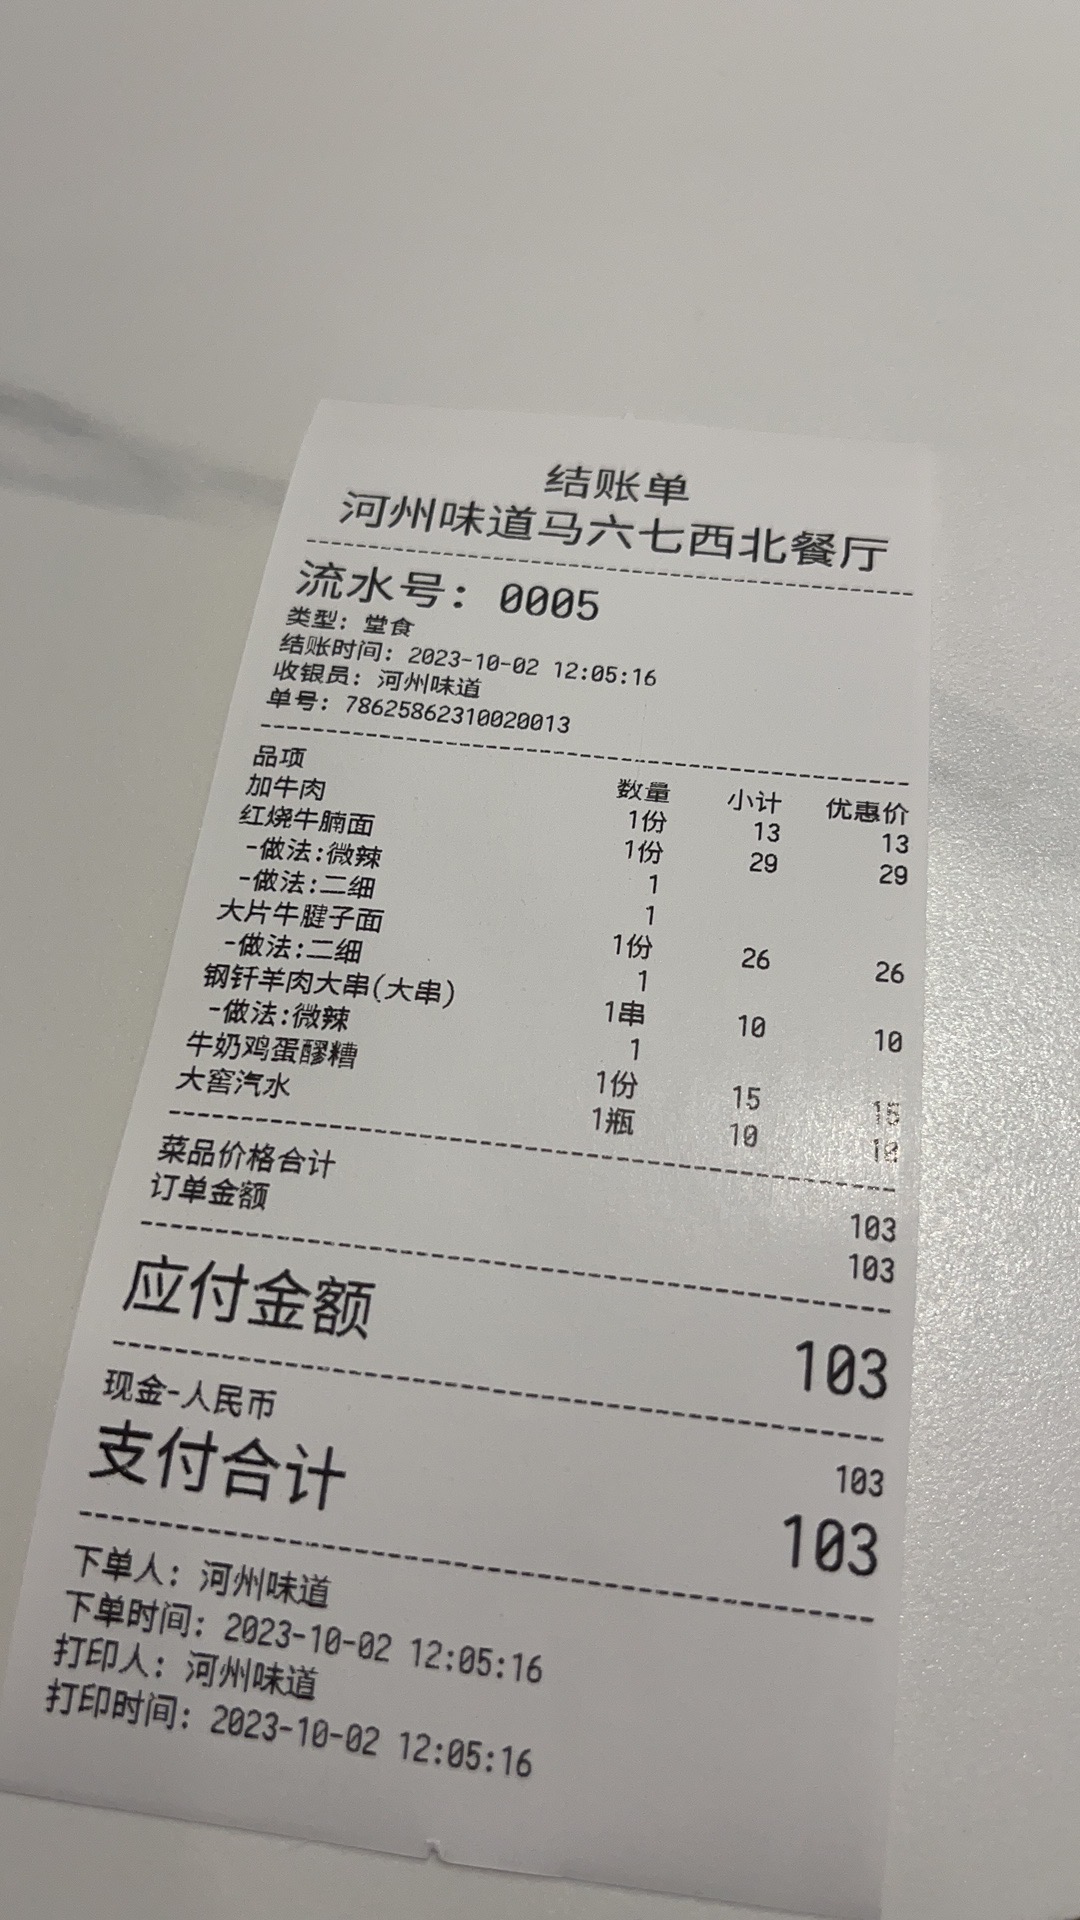 结账单
河州味道马六七西北餐厅
流水号: 0005
类型: 堂食
结账时间: 2023-10-02 12:05:16
收银员: 河州味道
单号: 78625862310020013
品项 数量 小计 优惠价
加牛肉 1份 13 13
红烧牛腩面 1份 29 29
-做法:微辣 1
-做法:二细 1
大片牛腱子面 1份 26 26
-做法:二细 1
钢钎羊肉大串(大串) 1串 10 10
-做法:微辣 1
牛奶鸡蛋醪糟 1份 15 15
大窑汽水 1瓶 10 10
菜品价格合计 103
订单金额 103
应付金额 103
现金-人民币 103
支付合计 103
下单人: 河州味道
下单时间: 2023-10-02 12:05:16
打印人: 河州味道
打印时间: 2023-10-02 12:05:16